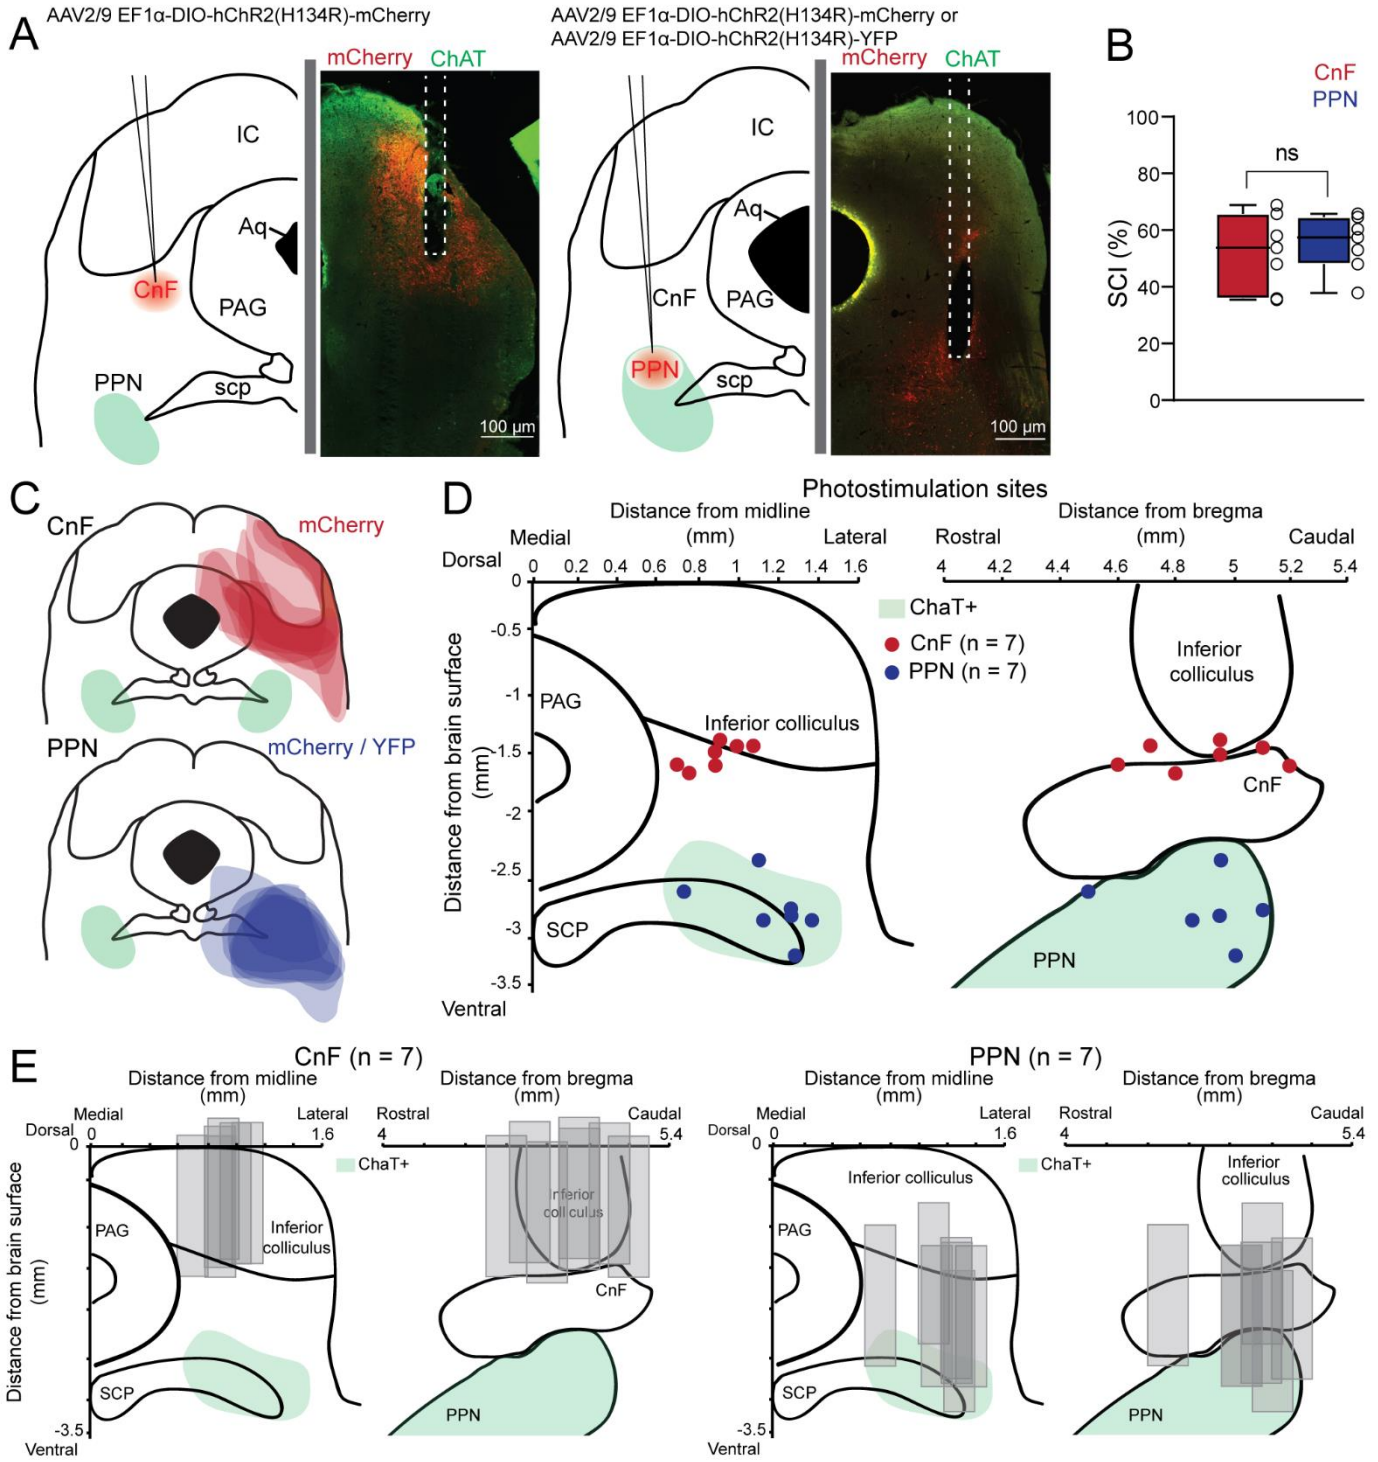 A
AAV2/9 EF1α-DIO-hChR2(H134R)-mCherry
IC
Aq
CnF
PAG
PPN
scp
mCherry ChAT
100 µm
AAV2/9 EF1α-DIO-hChR2(H134R)-mCherry or
AAV2/9 EF1α-DIO-hChR2(H134R)-YFP
IC
Aq
CnF PAG
PPN
scp
mCherry ChAT
100 µm
B
CnF
PPN
SCI (%)
100
80
60
40
20
0
ns
C
CnF
mCherry
PPN
mCherry / YFP
D
Photostimulation sites
Distance from midline
(mm)
Medial Lateral
Dorsal
0 0.2 0.4 0.6 0.8 1 1.2 1.4 1.6
Distance from brain surface
(mm)
0
-0.5
-1
-1.5
-2
-2.5
-3
-3.5
Ventral
PAG
Inferior colliculus
SCP
ChaT+
CnF (n = 7)
PPN (n = 7)
Distance from bregma
(mm)
Rostral Caudal
4 4.2 4.4 4.6 4.8 5 5.2 5.4
Inferior
colliculus
CnF
PPN
E
CnF (n = 7)
Distance from midline
(mm)
Medial Lateral
Dorsal
0 1.6
0
Distance from brain surface
(mm)
-3.5
Ventral
PAG
Inferior
colliculus
SCP
ChaT+
Distance from bregma
(mm)
Rostral Caudal
4 5.4
Inferior
colliculus
CnF
PPN
PPN (n = 7)
Distance from midline
(mm)
Medial Lateral
Dorsal
0 1.6
0
-3.5
Ventral
Inferior colliculus
PAG
SCP
ChaT+
Distance from bregma
(mm)
Rostral Caudal
4 5.4
Inferior
colliculus
CnF
PPN